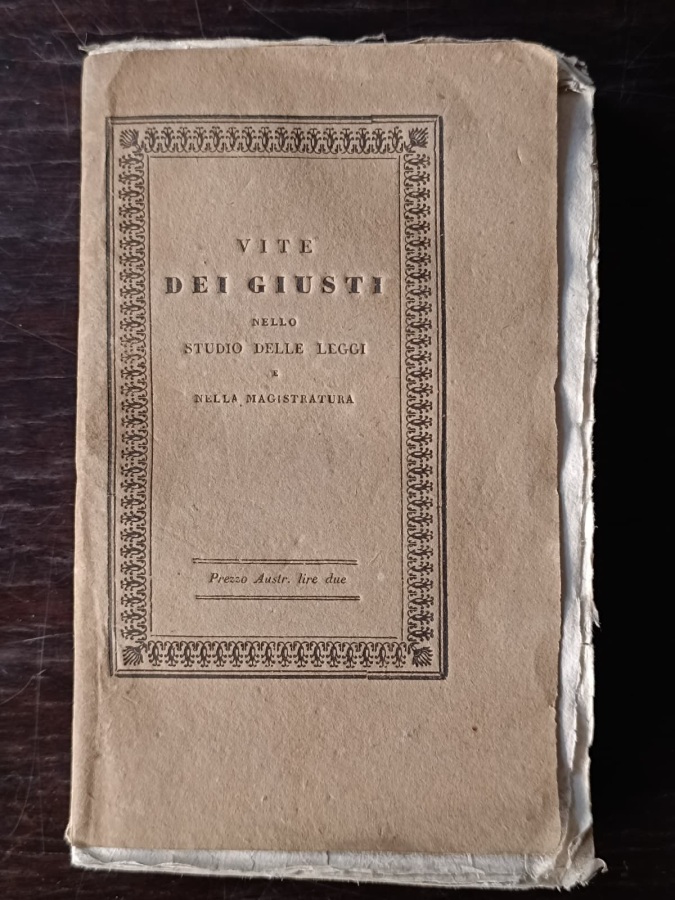 VITE
DEI GIUSTI
NELLO
STUDIO DELLE LEGGI
E
NELLA MAGISTRATURA
Prezzo Austr. lire due